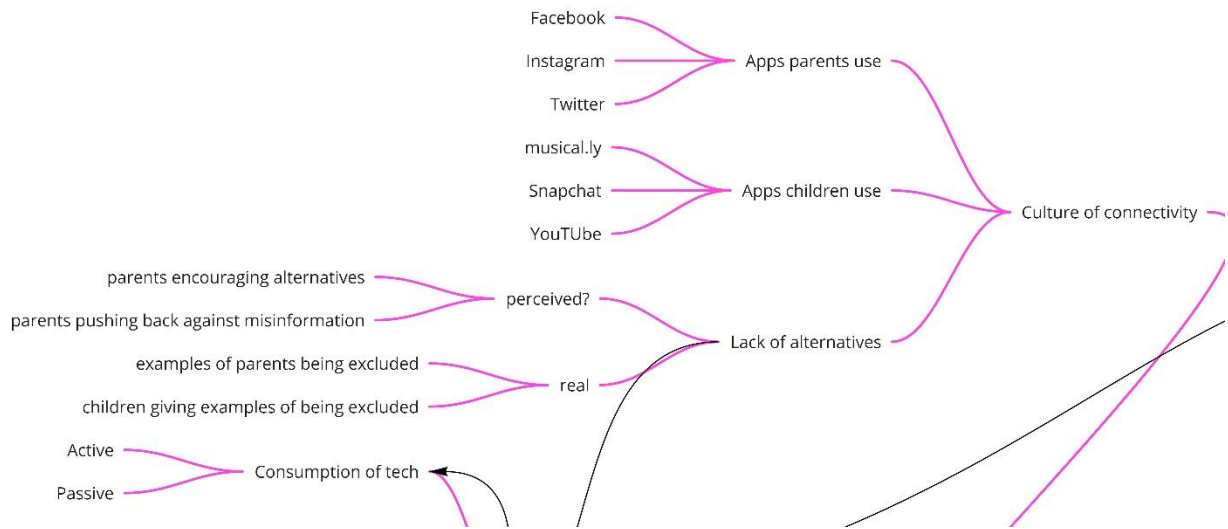 Facebook
Instagram
Twitter
Apps parents use
musical.ly
Snapchat
YouTUbe
Apps children use
Culture of connectivity
parents encouraging alternatives
parents pushing back against misinformation
perceived?
examples of parents being excluded
children giving examples of being excluded
real
Lack of alternatives
Active
Passive
Consumption of tech